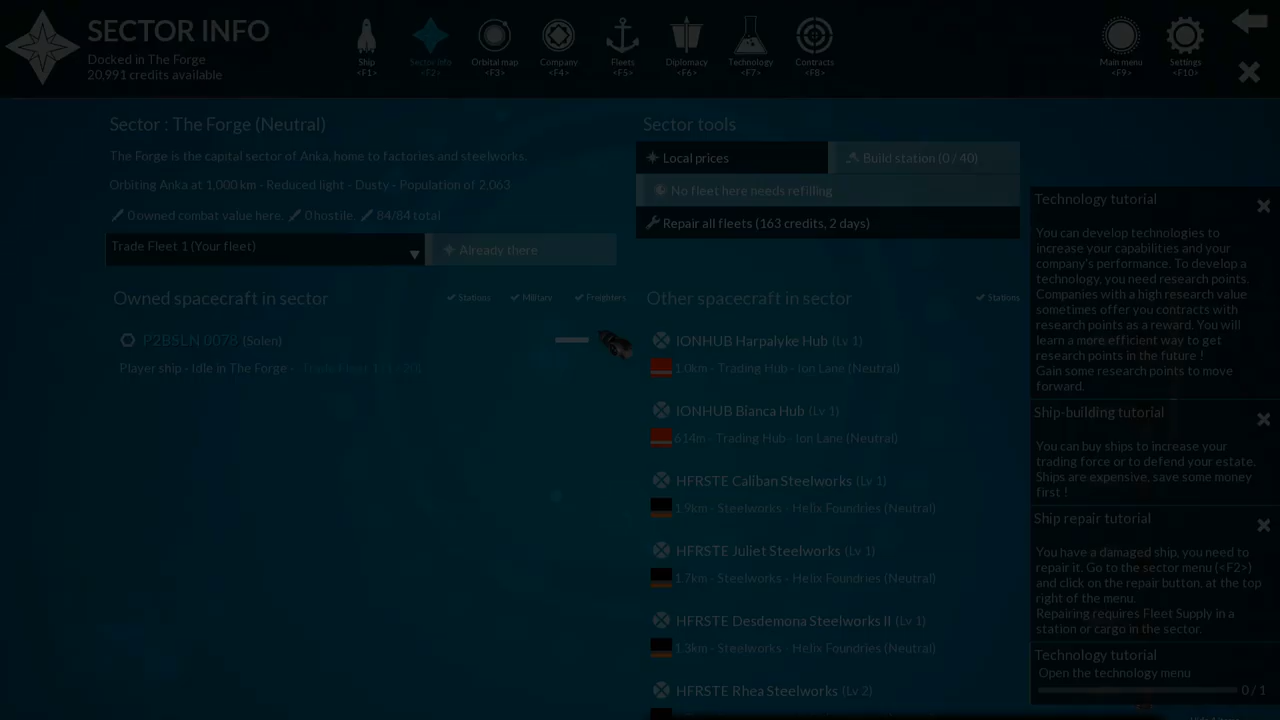 SECTOR INFO
Docked in The Forge
20,991 credits available
Ship
<F1>
Sector info
<F2>
Orbital map
<F3>
Company
<F4>
Fleets
<F5>
Diplomacy
<F6>
Technology
<F7>
Contracts
<F8>
Main menu
<F9>
Settings
<F10>
Sector : The Forge (Neutral)
The Forge is the capital sector of Anka, home to factories and steelworks.
Orbiting Anka at 1,000 km - Reduced light - Dusty - Population of 2,063
0 owned combat value here, 0 hostile, 84/84 total
Trade Fleet 1 (Your fleet)
Already there
Owned spacecraft in sector
Stations
Military
Freighters
P2BSLN 0078 (Solen)
Player ship - Idle in The Forge -
Sector tools
Local prices
Build station (0 / 40)
No fleet here needs refilling
Repair all fleets (163 credits, 2 days)
Other spacecraft in sector
Stations
IONHUB Harpalyke Hub (Lv 1)
1.0km - Trading Hub - Ion Lane (Neutral)
IONHUB Bianca Hub (Lv 1)
614m - Trading Hub - Ion Lane (Neutral)
HFRSTE Caliban Steelworks (Lv 1)
1.9km - Steelworks - Helix Foundries (Neutral)
HFRSTE Juliet Steelworks (Lv 1)
1.7km - Steelworks - Helix Foundries (Neutral)
HFRSTE Desdemona Steelworks II (Lv 1)
1.3km - Steelworks - Helix Foundries (Neutral)
HFRSTE Rhea Steelworks (Lv 2)
Technology tutorial
You can develop technologies to
increase your capabilities and your
company's performance. To develop a
technology, you need research points.
Companies with a high research value
sometimes offer you contracts with
research points as a reward. You will
learn a more efficient way to get
research points in the future !
Gain some research points to move
forward.
Ship-building tutorial
You can buy ships to increase your
trading force or to defend your estate.
Ships are expensive, save some money
first !
Ship repair tutorial
You have a damaged ship, you need to
repair it. Go to the sector menu (<F2>)
and click on the repair button, at the top
right of the menu.
Repairing requires Fleet Supply in a
station or cargo in the sector.
Technology tutorial
Open the technology menu
0 / 1